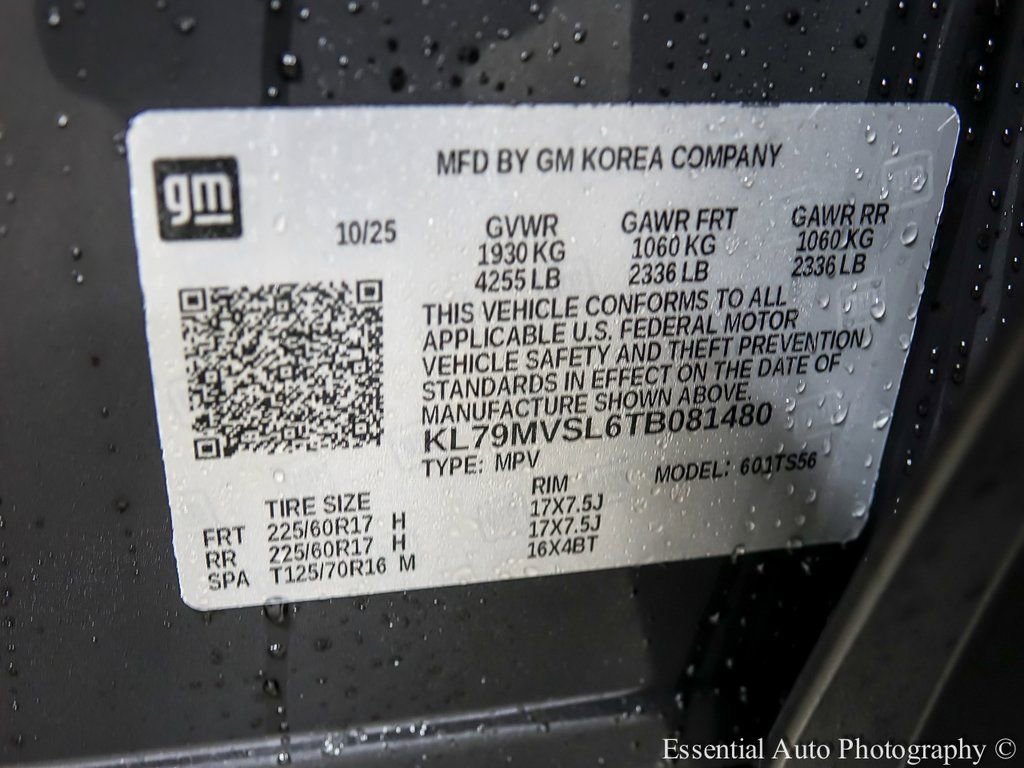 MFD BY GM KOREA COMPANY
gm
10/25
GVWR GAWR FRT GAWR RR
1930 KG 1060 KG 1060 KG
4255 LB 2336 LB 2336 LB
THIS VEHICLE CONFORMS TO ALL
APPLICABLE U.S. FEDERAL MOTOR
VEHICLE SAFETY AND THEFT PREVENTION
STANDARDS IN EFFECT ON THE DATE OF
MANUFACTURE SHOWN ABOVE.
KL79MVSL6TB081480
TYPE: MPV MODEL: 601TS56
TIRE SIZE RIM
FRT 225/60R17 H 17X7.5J
RR 225/60R17 H 17X7.5J
SPA T125/70R16 M 16X4BT
Essential Auto Photography ©